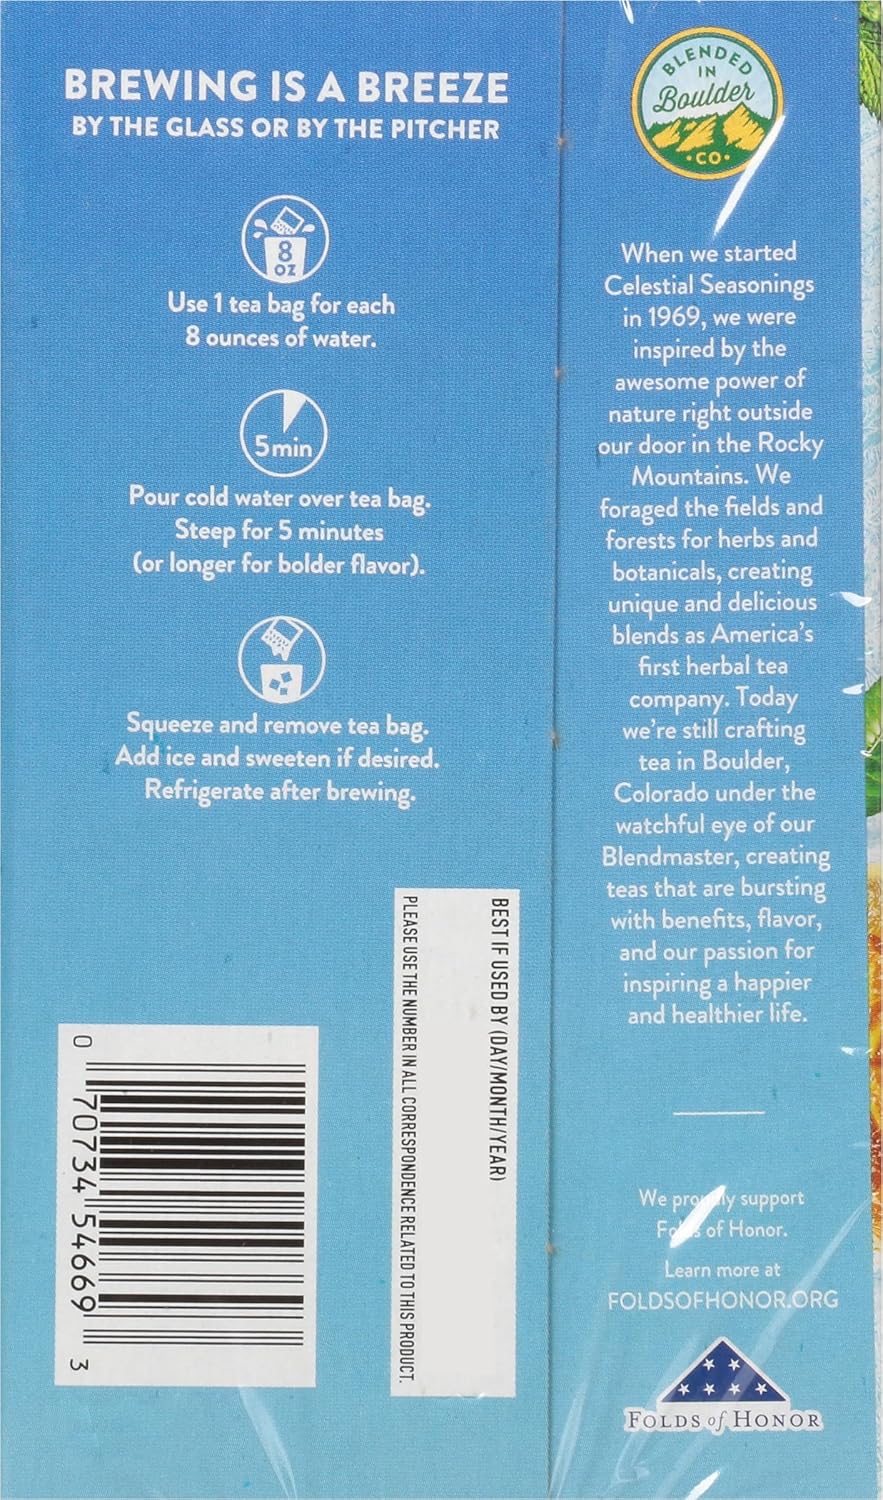 BREWING IS A BREEZE
BY THE GLASS OR BY THE PITCHER
8
OZ
Use 1 tea bag for each
8 ounces of water.
5 min
Pour cold water over tea bag.
Steep for 5 minutes
(or longer for bolder flavor).
Squeeze and remove tea bag.
Add ice and sweeten if desired.
Refrigerate after brewing.
BEST IF USED BY (DAY/MONTH/YEAR)
PLEASE USE THE NUMBER IN ALL CORRESPONDENCE RELATED TO THIS PRODUCT.
0 70734 54669 3
BLENDED
IN
Boulder
•CO•
When we started
Celestial Seasonings
in 1969, we were
inspired by the
awesome power of
nature right outside
our door in the Rocky
Mountains. We
foraged the fields and
forests for herbs and
botanicals, creating
unique and delicious
blends as America's
first herbal tea
company. Today
we're still crafting
tea in Boulder,
Colorado under the
watchful eye of our
Blendmaster, creating
teas that are bursting
with benefits, flavor,
and our passion for
inspiring a happier
and healthier life.
We proudly support
Folds of Honor.
Learn more at
FOLDSOFHONOR.ORG
FOLDS of HONOR